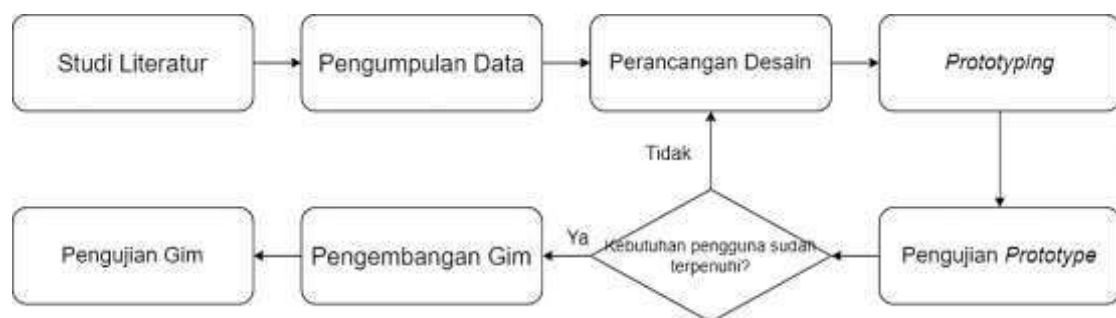 Studi Literatur
Pengumpulan Data
Perancangan Desain
Prototyping
Tidak
Pengujian Gim
Pengembangan Gim
Ya
Kebutuhan pengguna sudah
terpenuhi?
Pengujian Prototype